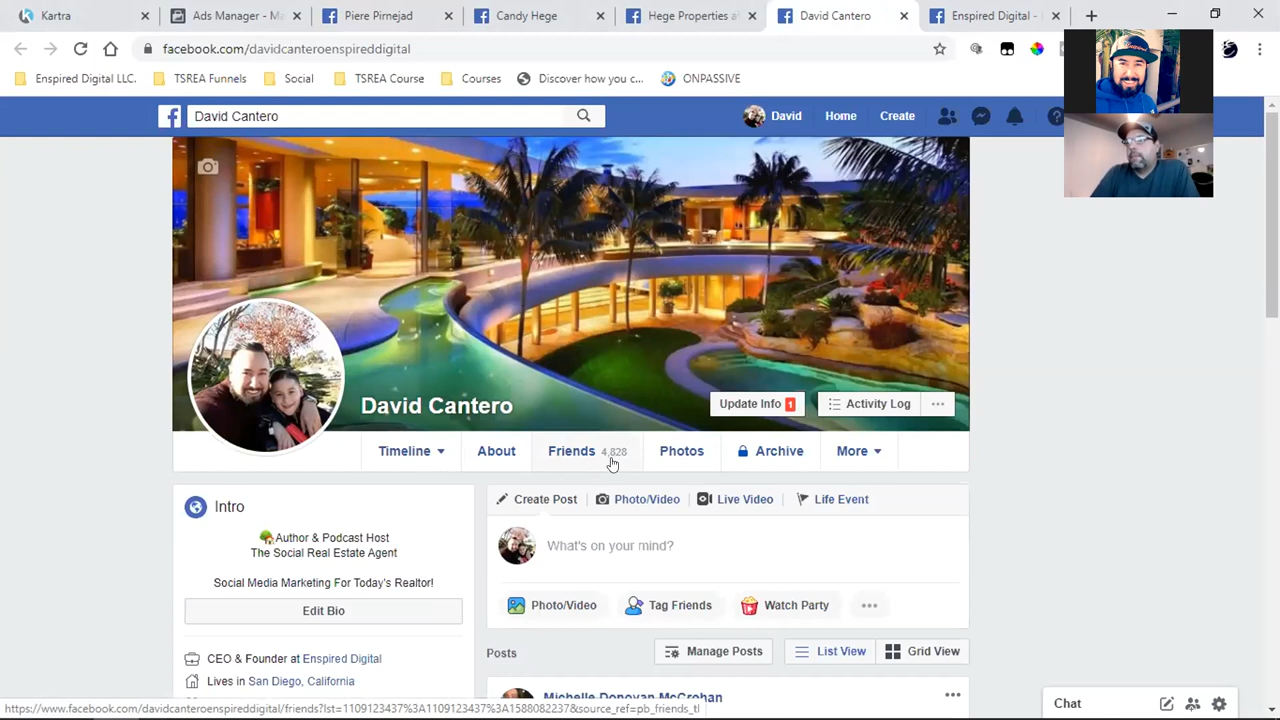 Kartra
Ads Manager - M
Piere Pirnejad
Candy Hege
Hege Properties a
David Cantero
Enspired Digital -
facebook.com/davidcanteroenspireddigital
Enspired Digital LLC.
TSREA Funnels
Social
TSREA Course
Courses
Discover how you c...
ONPASSIVE
David Cantero
David
Home
Create
David Cantero
Update Info 1
Activity Log
Timeline
About
Friends 4,828
Photos
Archive
More
Intro
Author & Podcast Host
The Social Real Estate Agent
Social Media Marketing For Today's Realtor!
Edit Bio
CEO & Founder at Enspired Digital
Lives in San Diego, California
Create Post
Photo/Video
Live Video
Life Event
What's on your mind?
Photo/Video
Tag Friends
Watch Party
Posts
Manage Posts
List View
Grid View
Michelle Donovan McCrohan
Chat
https://www.facebook.com/davidcanteroenspireddigital/friends?lst=1109123437%3A1109123437%3A1588082237&source_ref=pb_friends_tl